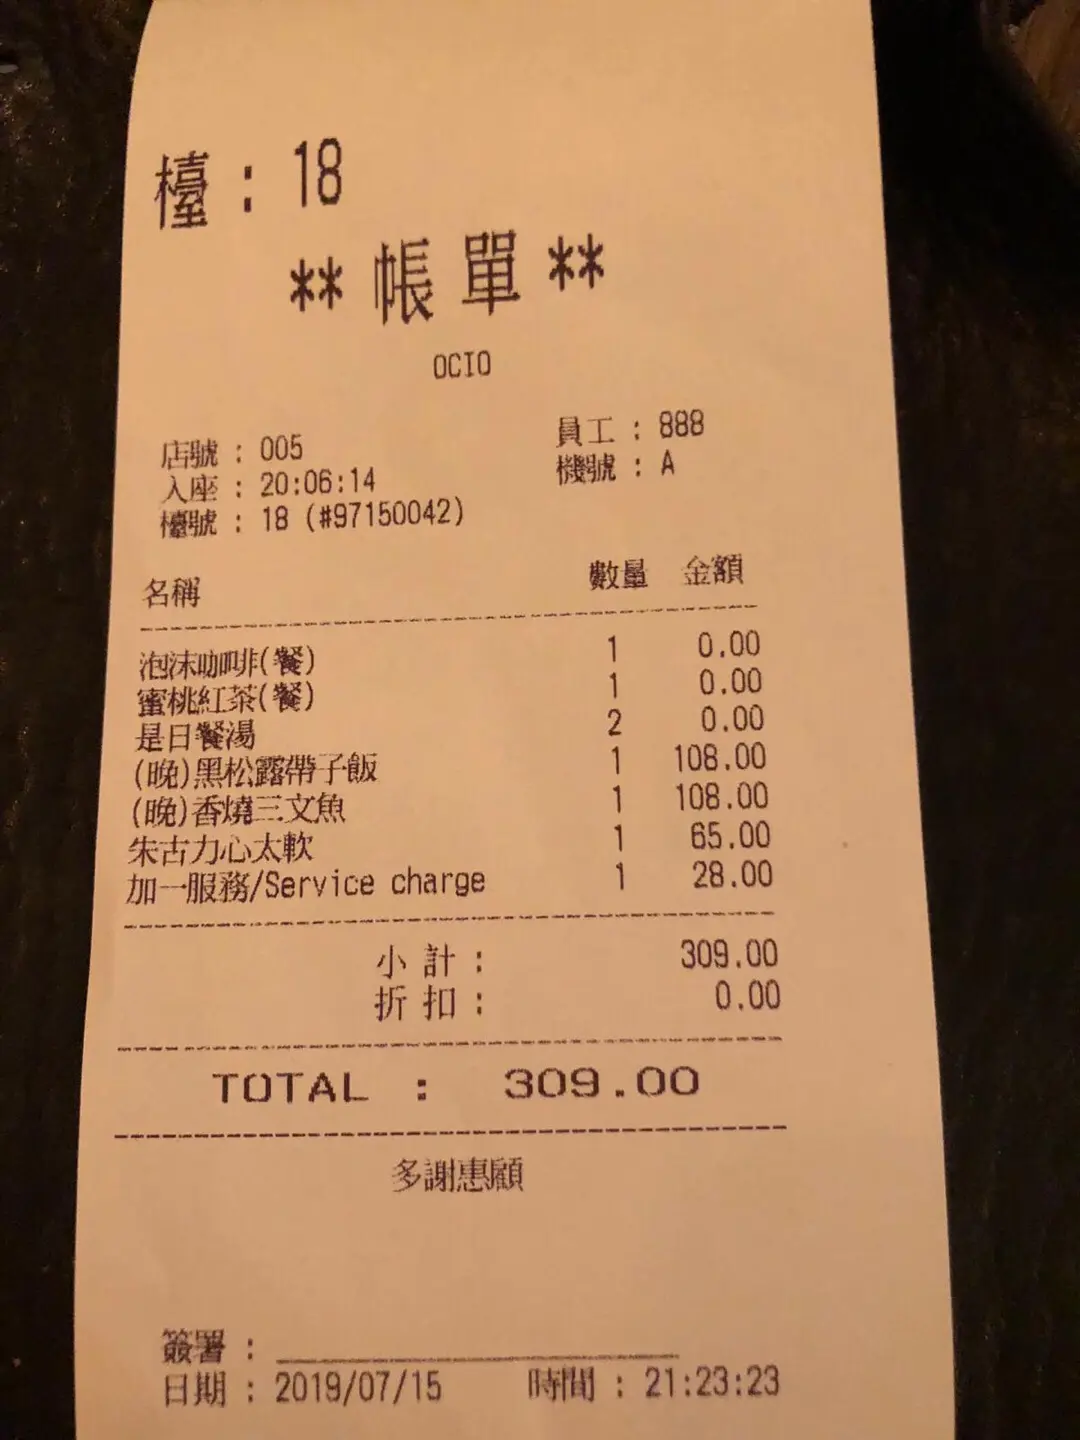 檯 : 18
** 帳 單 **
OCIO
店號 : 005 員工 : 888
入座 : 20:06:14 機號 : A
檯號 : 18 (#97150042)
名稱 數量 金額
泡沫咖啡(餐) 1 0.00
蜜桃紅茶(餐) 1 0.00
是日餐湯 2 0.00
(晚)黑松露帶子飯 1 108.00
(晚)香燒三文魚 1 108.00
朱古力心太軟 1 65.00
加一服務/Service charge 1 28.00
小 計 : 309.00
折 扣 : 0.00
TOTAL : 309.00
多謝惠顧
簽署 :
日期 : 2019/07/15 時間 : 21:23:23